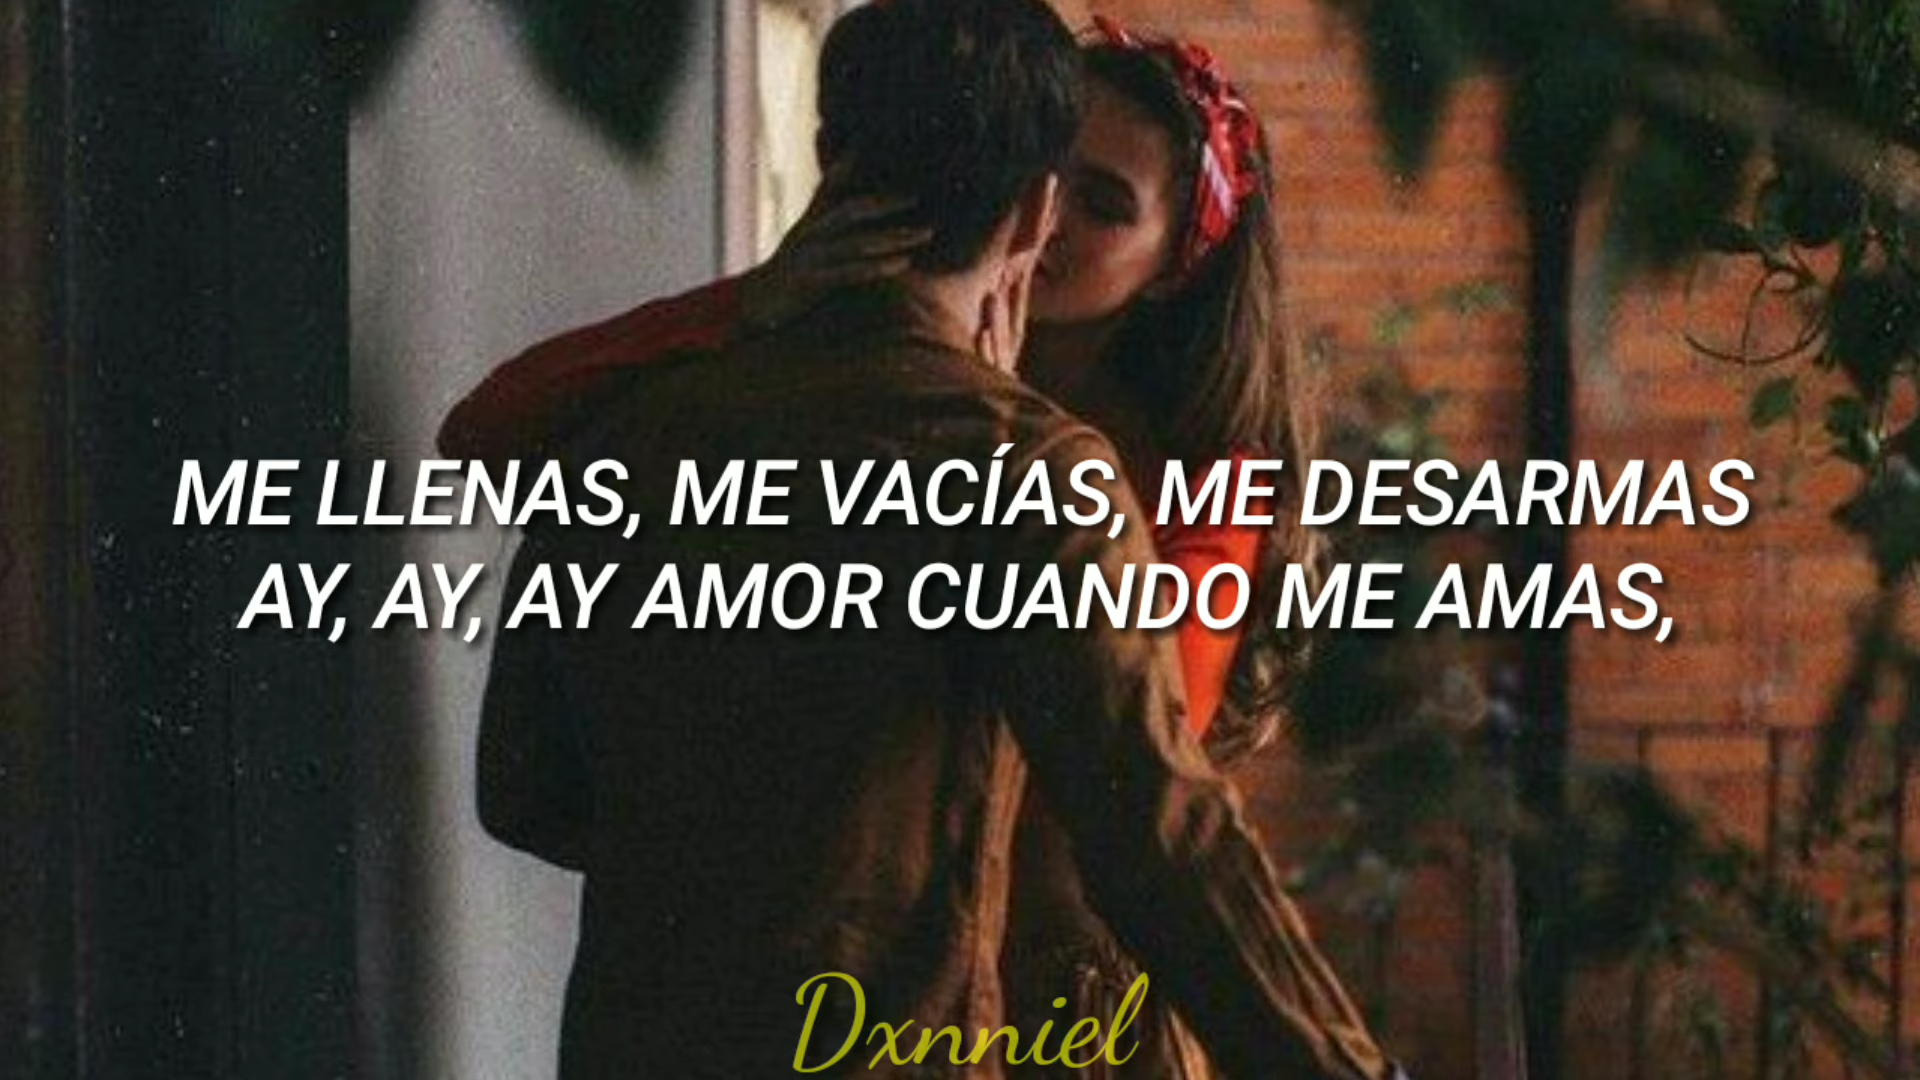 ME LLENAS, ME VACÍAS, ME DESARMAS
AY, AY, AY AMOR CUANDO ME AMAS,
Dxnniel